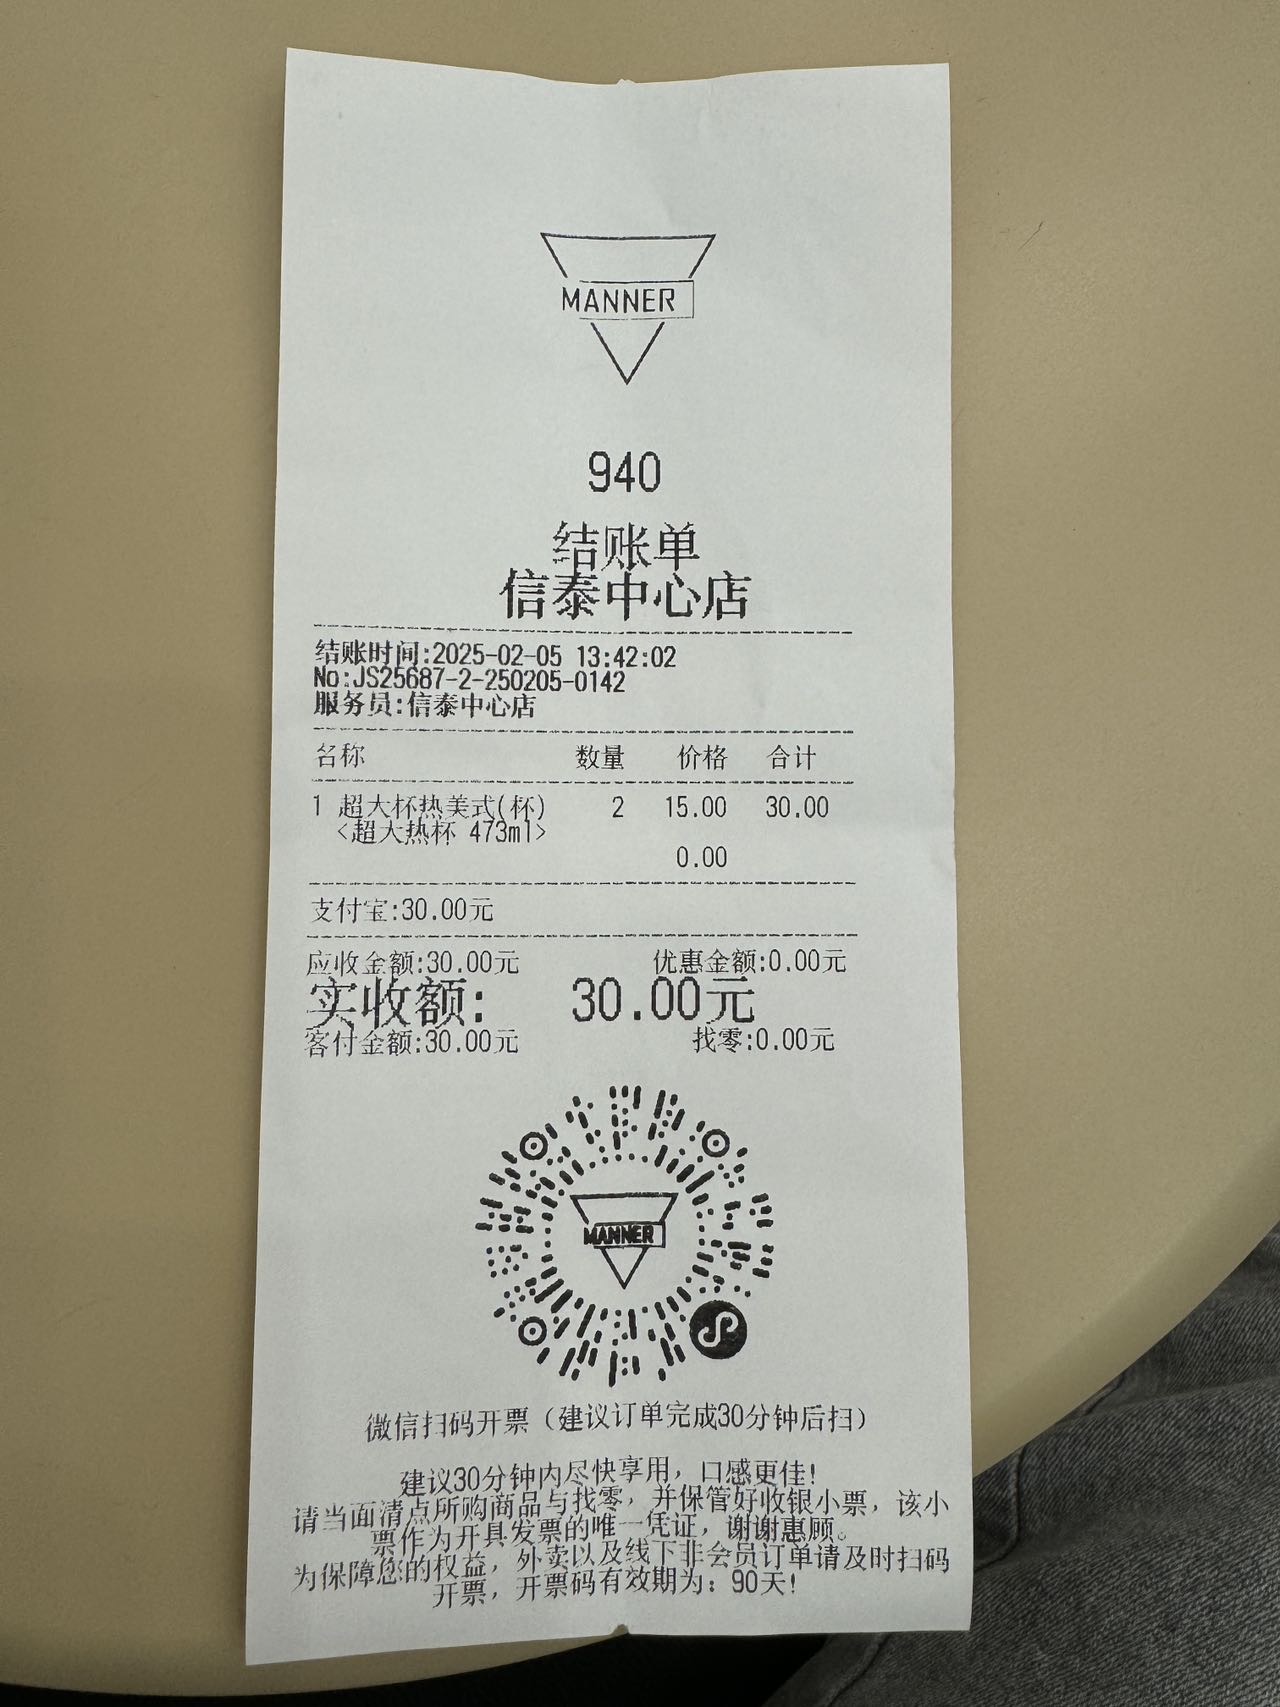 MANNER
940
结账单
信泰中心店
结账时间:2025-02-05 13:42:02
No:JS25687-2-250205-0142
服务员:信泰中心店
名称 数量 价格 合计
1 超大杯热美式(杯) 2 15.00 30.00
<超大热杯 473ml>
0.00
支付宝:30.00元
应收金额:30.00元 优惠金额:0.00元
实收额: 30.00元
客付金额:30.00元 找零:0.00元
MANNER
微信扫码开票（建议订单完成30分钟后扫）
建议30分钟内尽快享用，口感更佳！
请当面清点所购商品与找零，并保管好收银小票，该小
票作为开具发票的唯一凭证，谢谢惠顾。
为保障您的权益，外卖以及线下非会员订单请及时扫码
开票，开票码有效期为：90天！